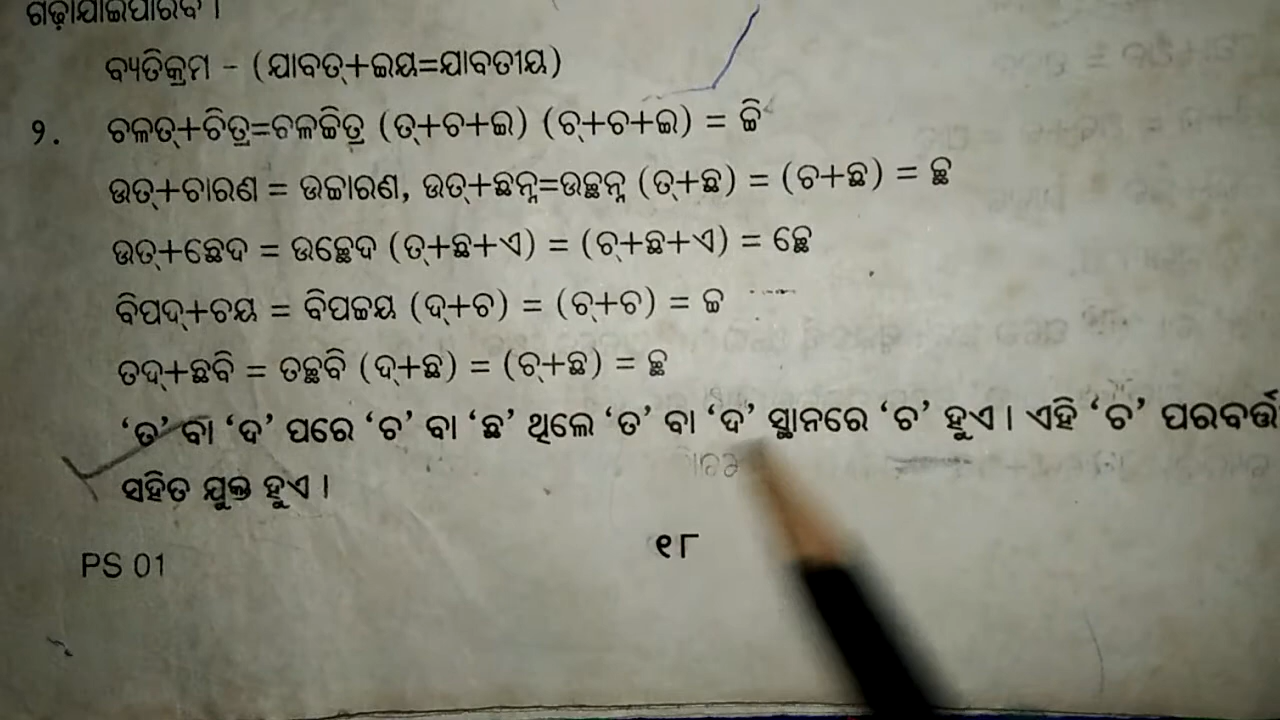 ଗଢ଼ାଯାଇପାରିବ ।
ବ୍ୟତିକ୍ରମ - (ଯାବତ୍+ଇୟ=ଯାବତୀୟ)
୨. ଚଳତ୍+ଚିତ୍ର=ଚଳଚ୍ଚିତ୍ର (ତ୍+ଚ+ଇ) (ଚ୍+ଚ+ଇ) = ଚ୍ଚି
ଉତ୍+ଚାରଣ = ଉଚ୍ଚାରଣ, ଉତ୍+ଛନ୍ନ=ଉଚ୍ଛନ୍ନ (ତ୍+ଛ) = (ଚ+ଛ) = ଚ୍ଛ
ଉତ୍+ଛେଦ = ଉଚ୍ଛେଦ (ତ୍+ଛ+ଏ) = (ଚ୍+ଛ+ଏ) = ଚ୍ଛେ
ବିପଦ୍+ଚୟ = ବିପଚ୍ଚୟ (ଦ୍+ଚ) = (ଚ୍+ଚ) = ଚ୍ଚ
ତଦ୍+ଛବି = ତଚ୍ଛବି (ଦ୍+ଛ) = (ଚ୍+ଛ) = ଚ୍ଛ
‘ତ’ ବା ‘ଦ’ ପରେ ‘ଚ’ ବା ‘ଛ’ ଥିଲେ ‘ତ’ ବା ‘ଦ’ ସ୍ଥାନରେ ‘ଚ’ ହୁଏ । ଏହି ‘ଚ’
ସହିତ ଯୁକ୍ତ ହୁଏ ।
PS 01
୧୮